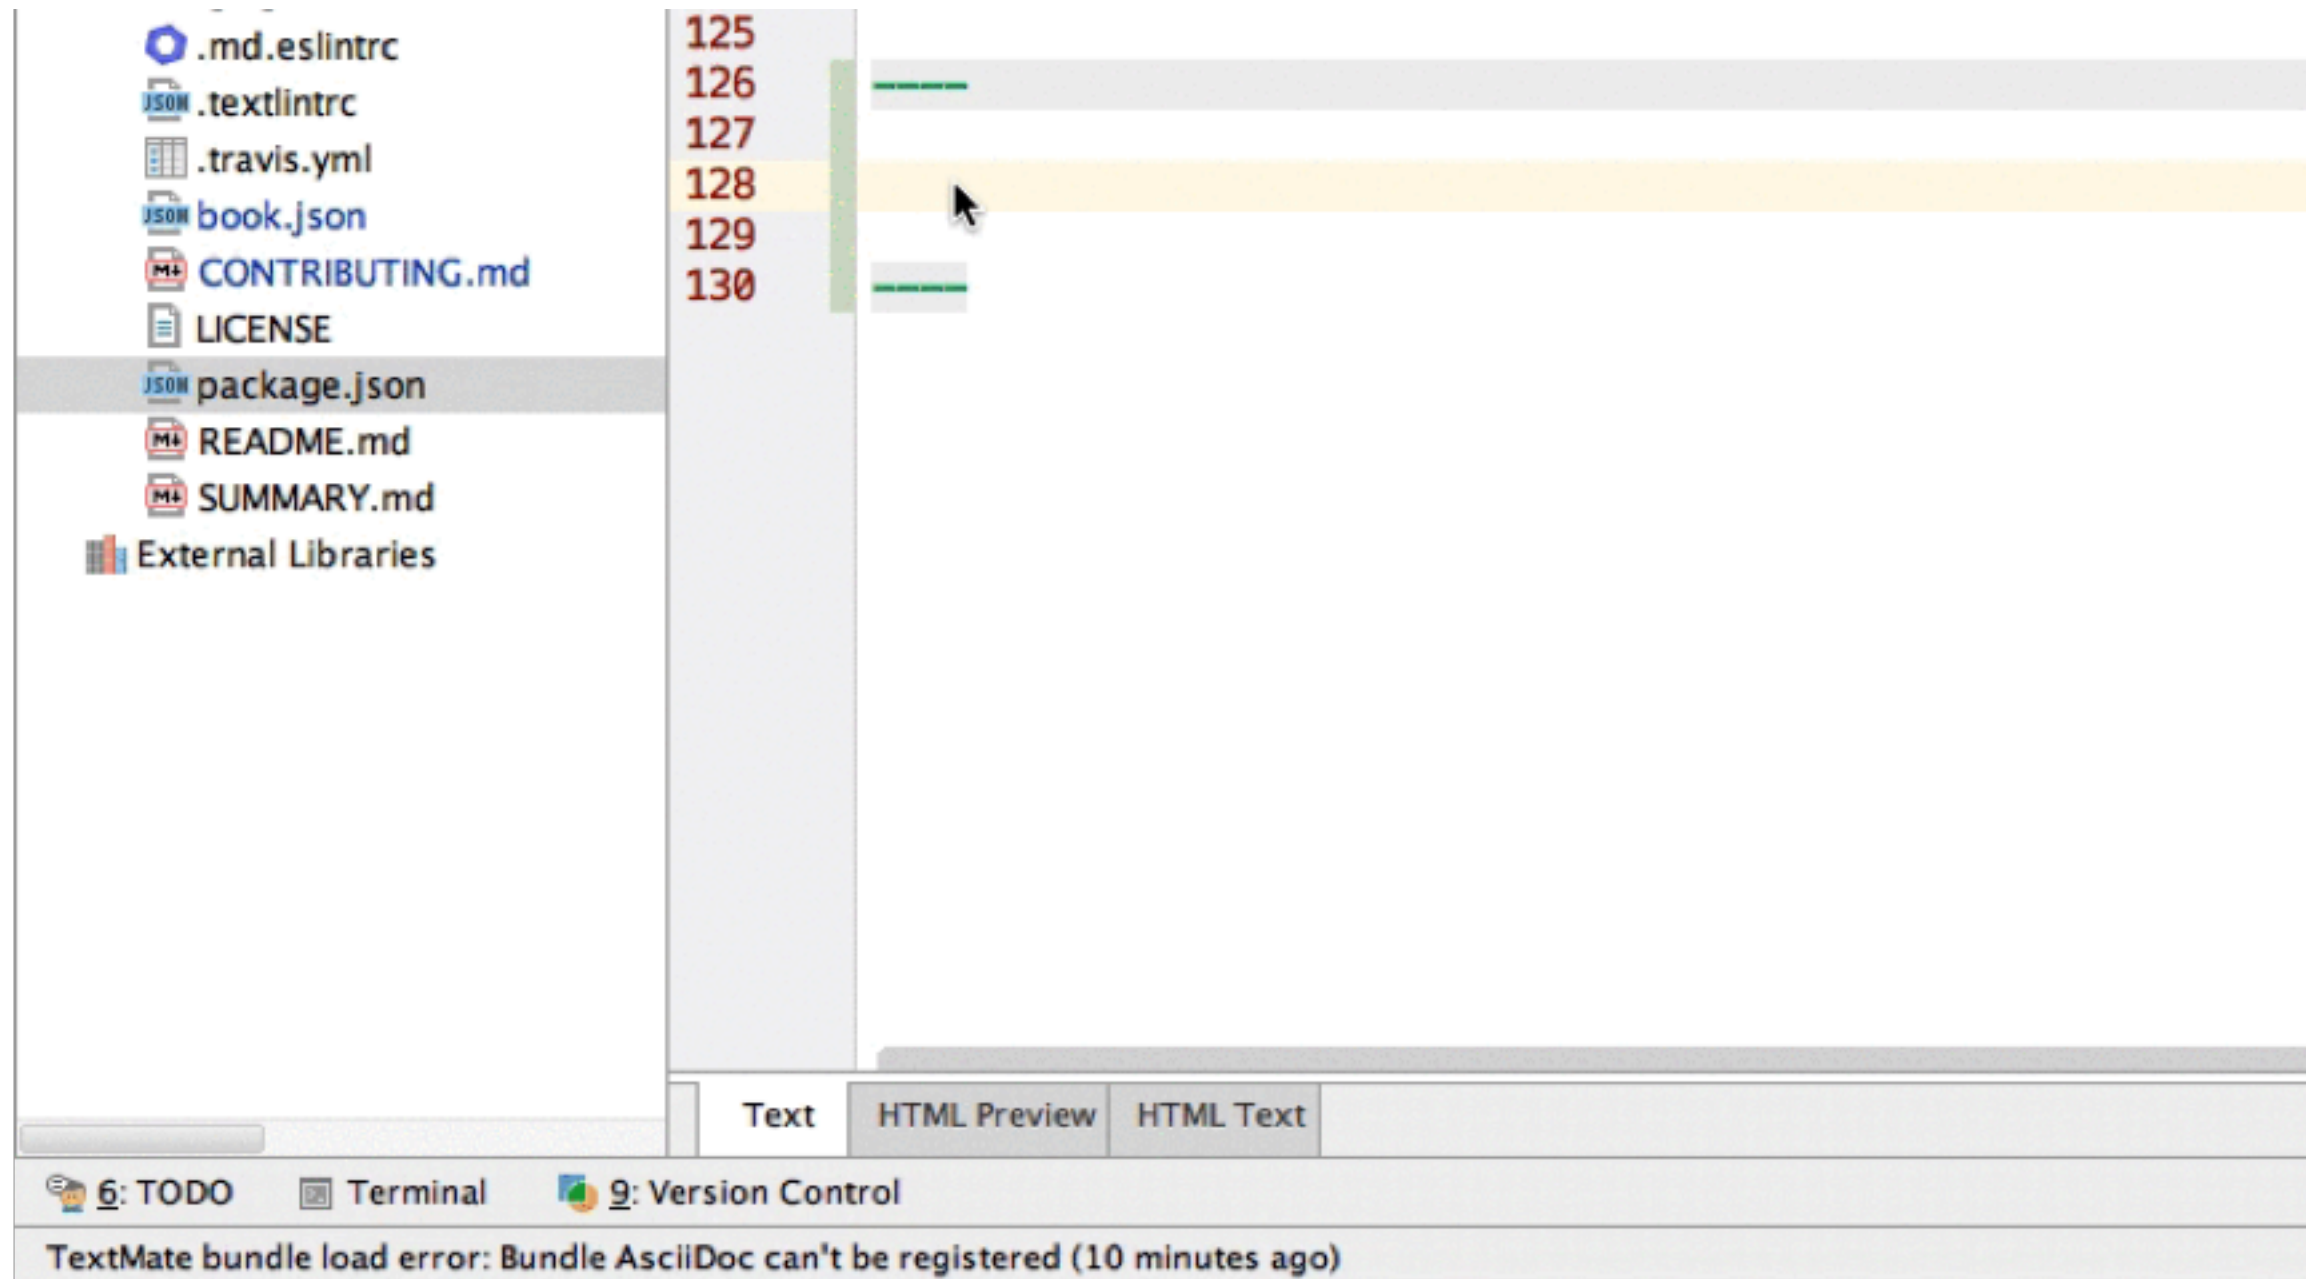 .md.eslintrc
.textlintrc
.travis.yml
book.json
CONTRIBUTING.md
LICENSE
package.json
README.md
SUMMARY.md
External Libraries
125
126 ----
127
128
129
130 ----
Text HTML Preview HTML Text
6: TODO Terminal 9: Version Control
TextMate bundle load error: Bundle AsciiDoc can't be registered (10 minutes ago)